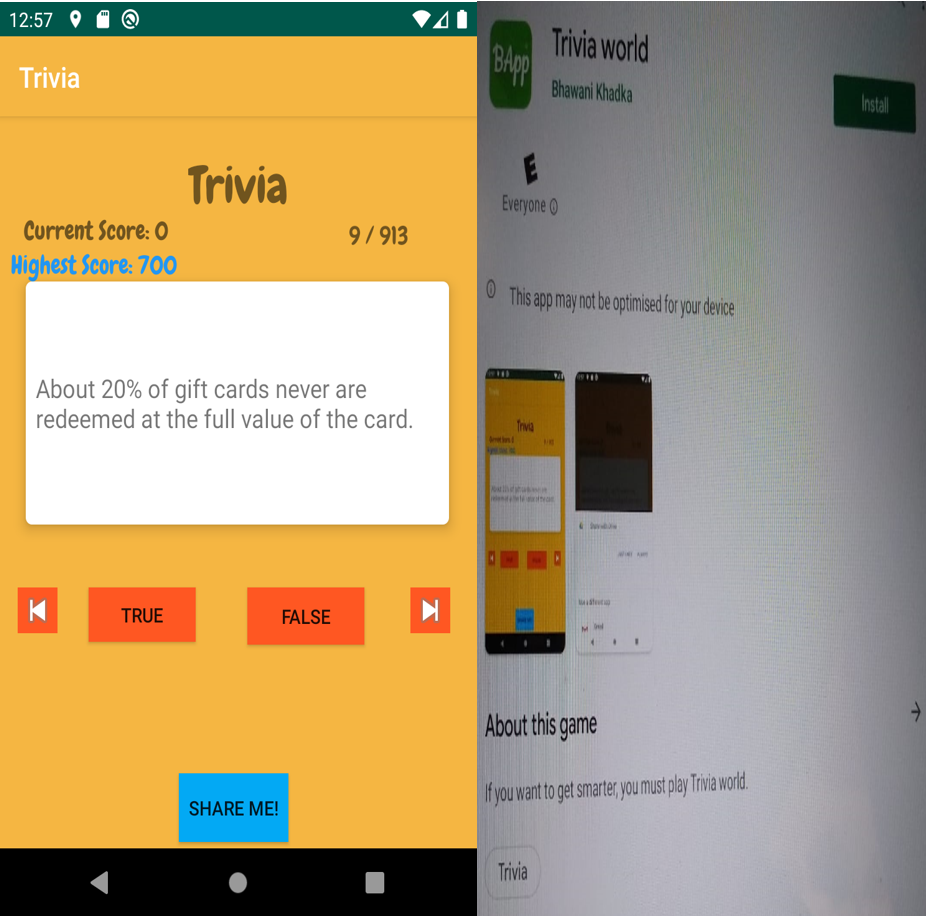 12:57
Trivia
Trivia
Current Score: 0
9 / 913
Highest Score: 700
About 20% of gift cards never are
redeemed at the full value of the card.
TRUE
FALSE
SHARE ME!
BApp
Trivia world
Bhawani Khadka
Install
E
Everyone
This app may not be optimised for your device
Trivia
About this game
If you want to get smarter, you must play Trivia world.
Trivia